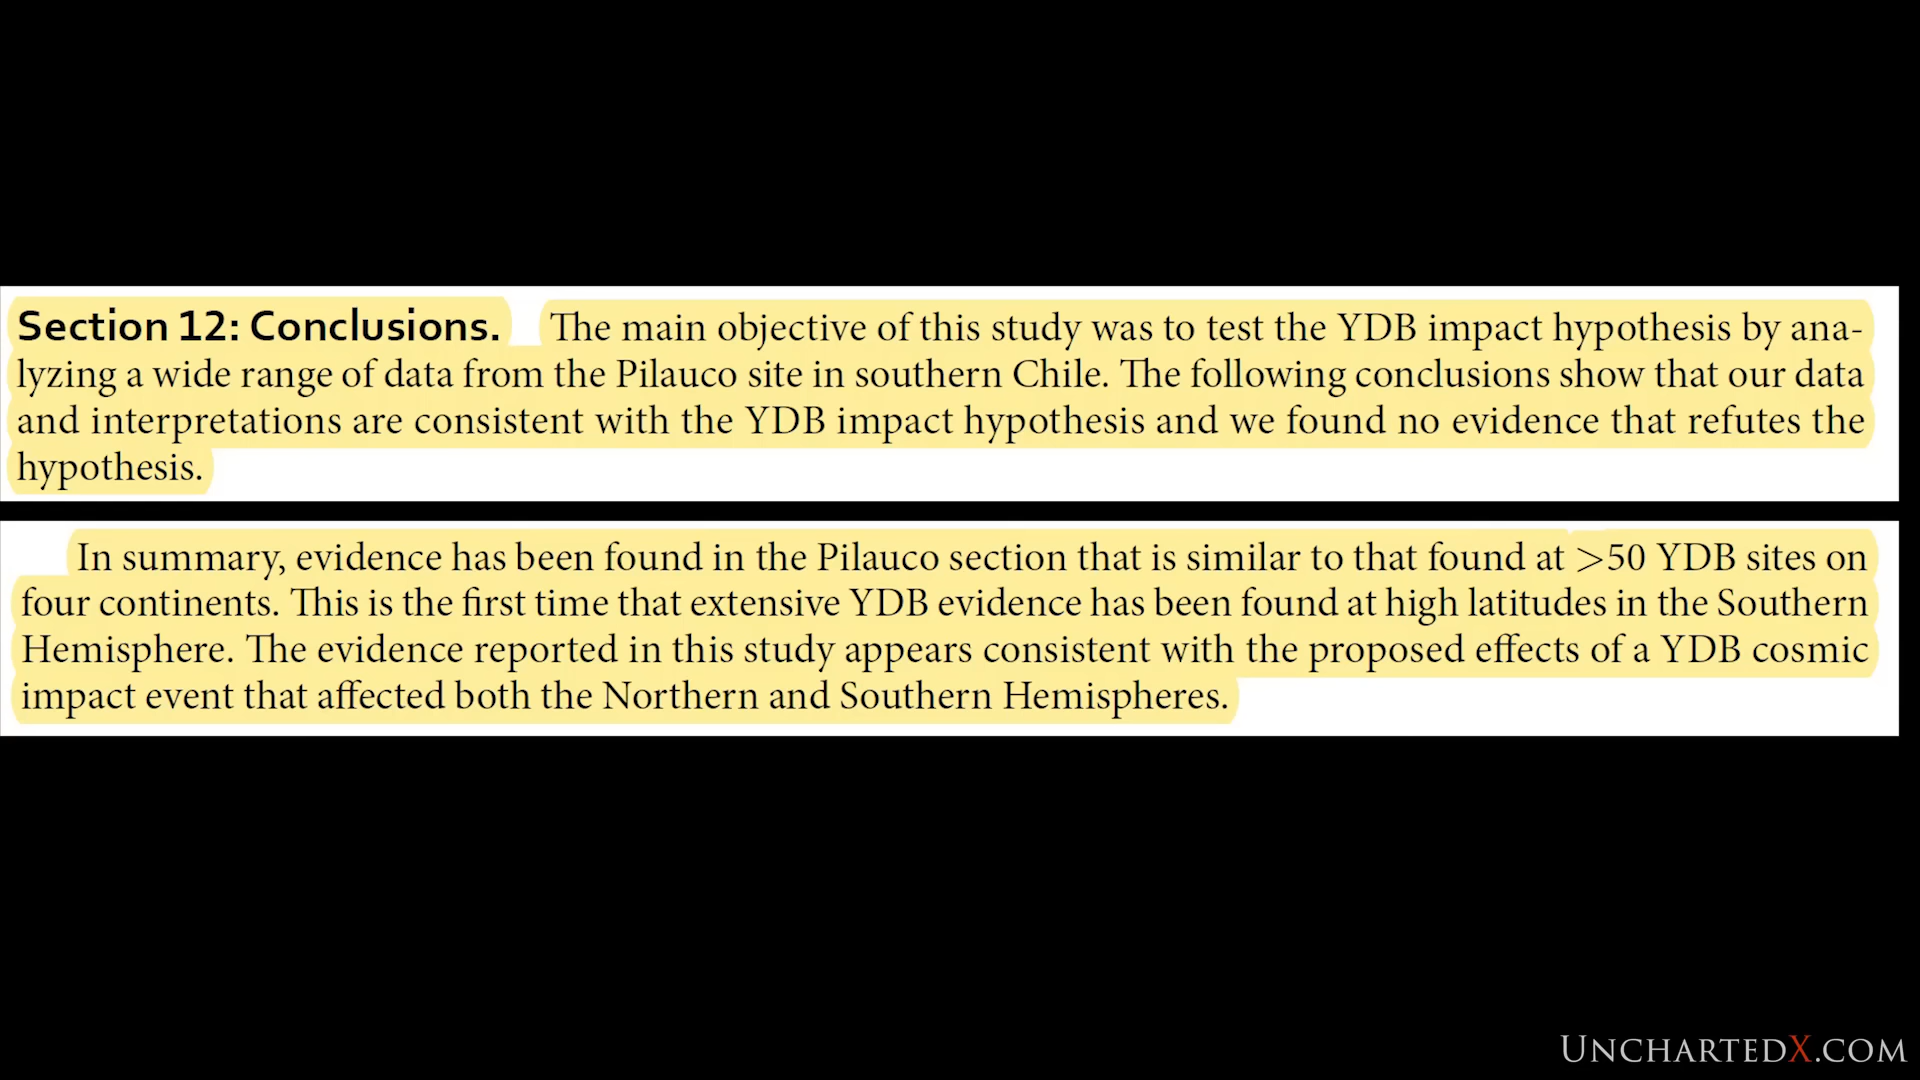 Section 12: Conclusions. The main objective of this study was to test the YDB impact hypothesis by ana-
lyzing a wide range of data from the Pilauco site in southern Chile. The following conclusions show that our data
and interpretations are consistent with the YDB impact hypothesis and we found no evidence that refutes the
hypothesis.
In summary, evidence has been found in the Pilauco section that is similar to that found at >50 YDB sites on
four continents. This is the first time that extensive YDB evidence has been found at high latitudes in the Southern
Hemisphere. The evidence reported in this study appears consistent with the proposed effects of a YDB cosmic
impact event that affected both the Northern and Southern Hemispheres.
UNCHARTEDX.COM